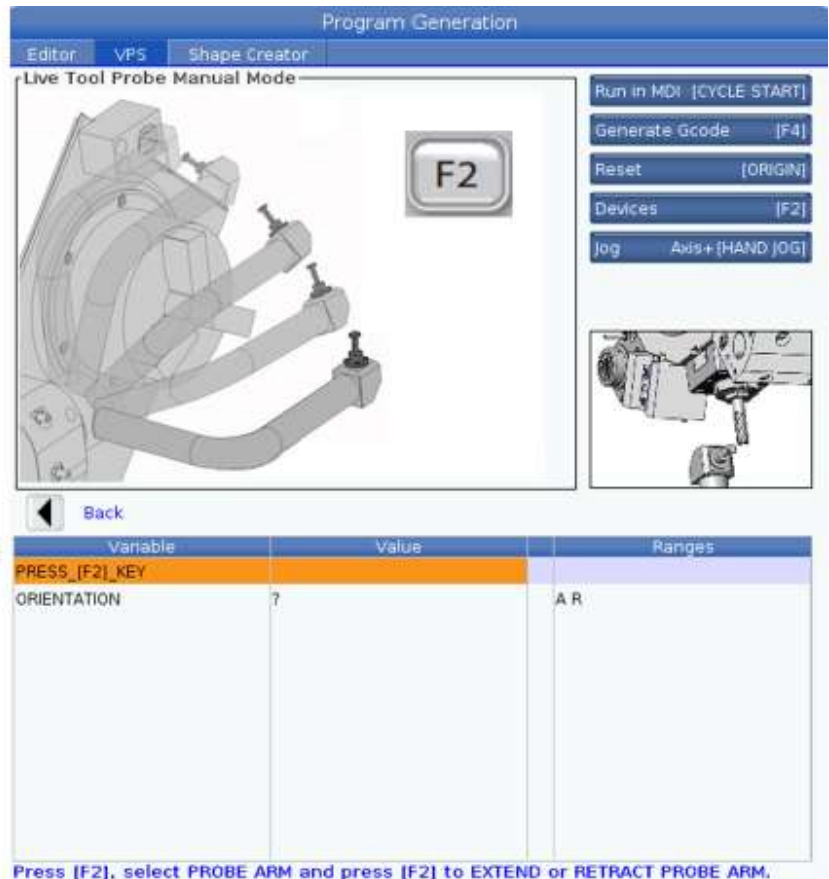 Program Generation
Editor VPS Shape Creator
Live Tool Probe Manual Mode
F2
Run in MDI [CYCLE START]
Generate Gcode [F4]
Reset [ORIGIN]
Devices [F2]
Jog Axis+[HAND JOG]
Back
Variable Value Ranges
PRESS_[F2]_KEY
ORIENTATION ? A R
Press [F2], select PROBE ARM and press [F2] to EXTEND or RETRACT PROBE ARM.